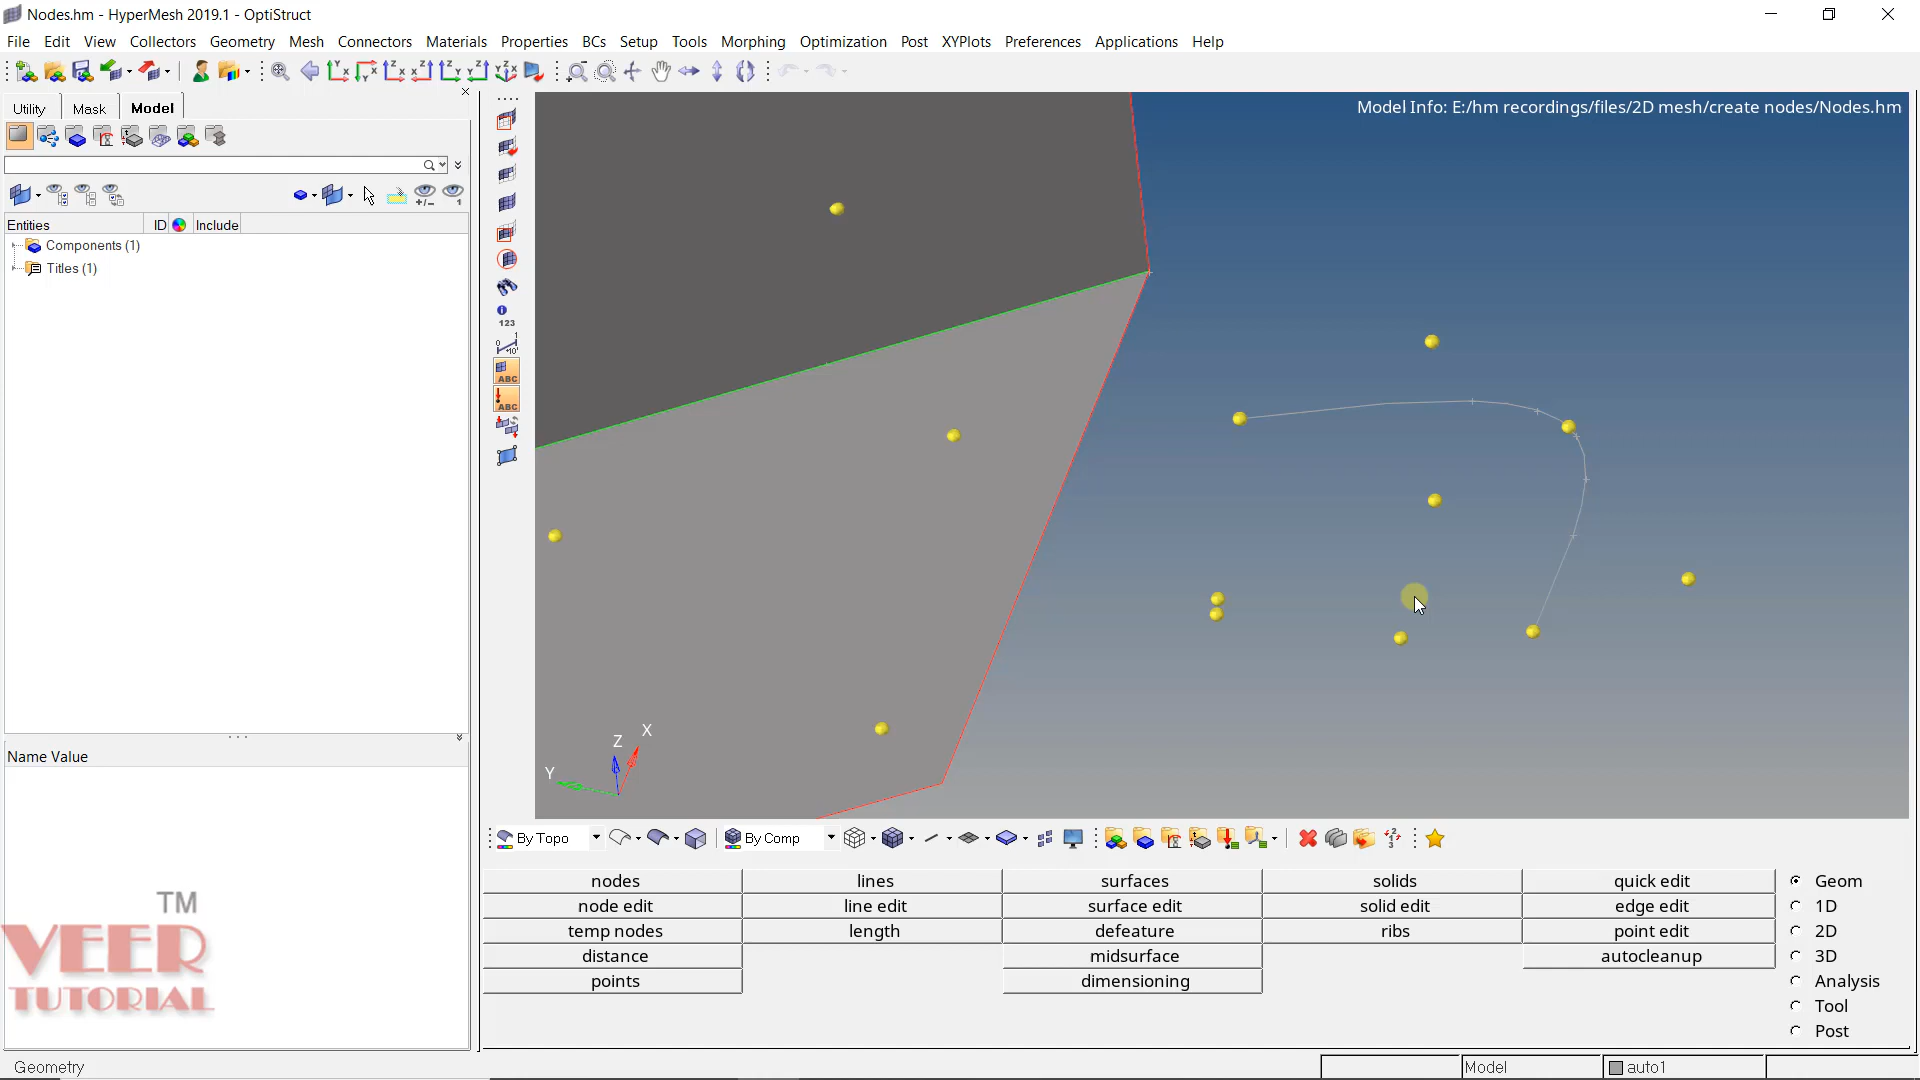 Nodes.hm - HyperMesh 2019.1 - OptiStruct
File Edit View Collectors Geometry Mesh Connectors Materials Properties BCs Setup Tools Morphing Optimization Post XYPlots Preferences Applications Help
Utility Mask Model
Model Info: E:/hm recordings/files/2D mesh/create nodes/Nodes.hm
Entities ID Include
Components (1)
Titles (1)
123
ABC
ABC
X
Z
Y
Name Value
By Topo By Comp
nodes lines surfaces solids quick edit Geom
node edit line edit surface edit solid edit edge edit 1D
temp nodes length defeature ribs point edit 2D
distance midsurface autocleanup 3D
points dimensioning Analysis
Tool
Post
TM
VEER
TUTORIAL
Geometry Model auto1